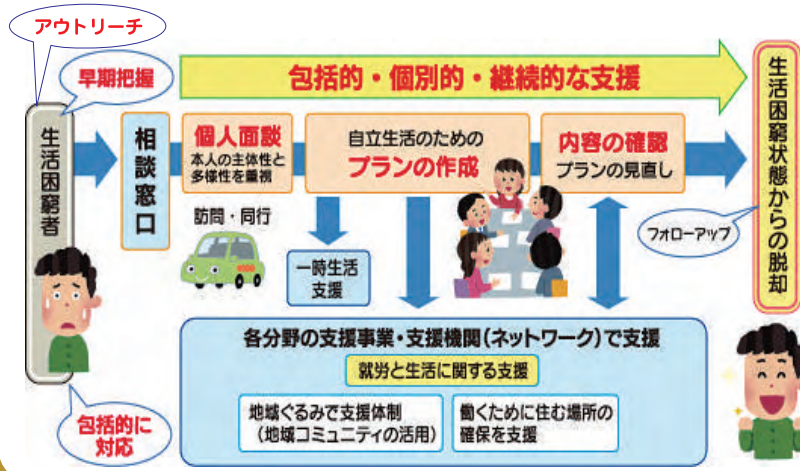 アウトリーチ
早期把握
包括的・個別的・継続的な支援
生活困窮者
相談窓口
個人面談
本人の主体性と
多様性を重視
自立生活のための
プランの作成
内容の確認
プランの見直し
生活困窮状態からの脱却
訪問・同行
一時生活
支援
フォローアップ
各分野の支援事業・支援機関(ネットワーク)で支援
就労と生活に関する支援
地域ぐるみで支援体制
(地域コミュニティの活用)
働くために住む場所の
確保を支援
包括的に
対応